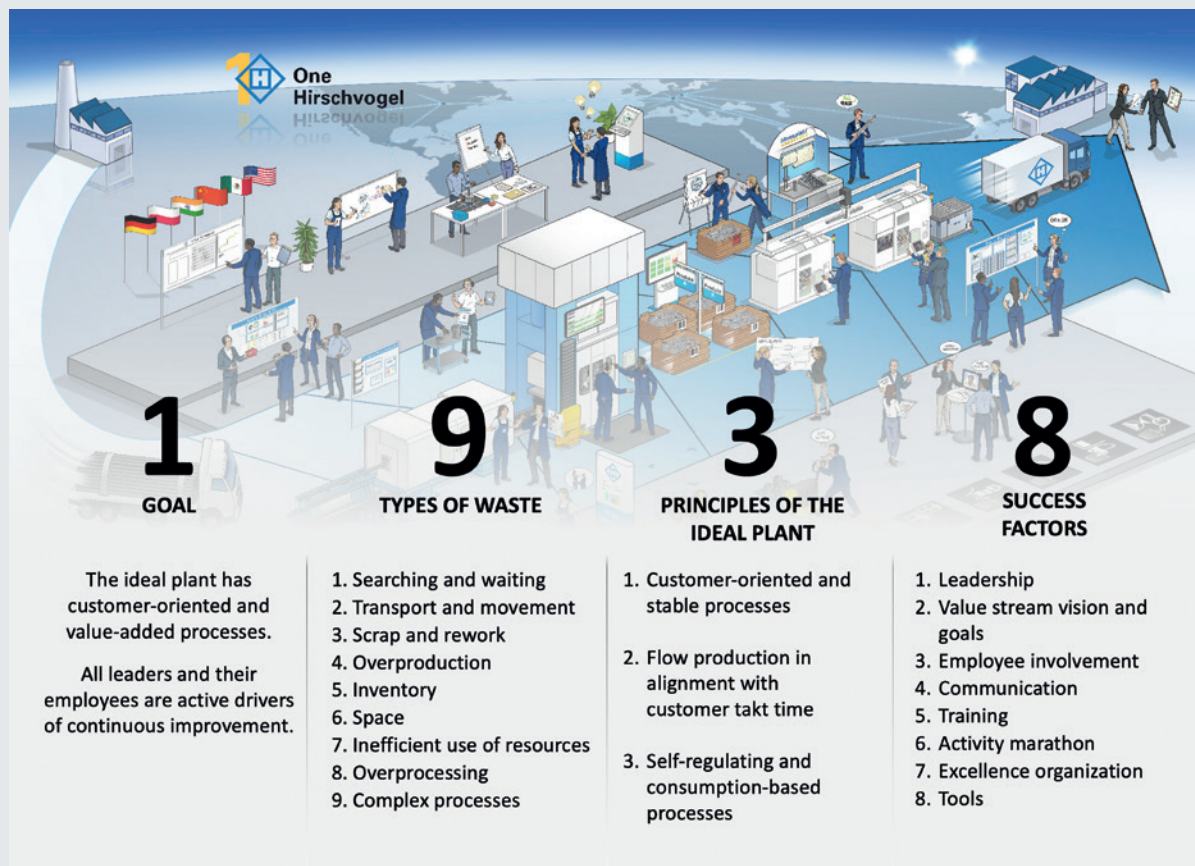 One
Hirschvogel
1
GOAL
The ideal plant has
customer-oriented and
value-added processes.
All leaders and their
employees are active drivers
of continuous improvement.
9
TYPES OF WASTE
1. Searching and waiting
2. Transport and movement
3. Scrap and rework
4. Overproduction
5. Inventory
6. Space
7. Inefficient use of resources
8. Overprocessing
9. Complex processes
3
PRINCIPLES OF THE
IDEAL PLANT
1. Customer-oriented and
stable processes
2. Flow production in
alignment with
customer takt time
3. Self-regulating and
consumption-based
processes
8
SUCCESS
FACTORS
1. Leadership
2. Value stream vision and
goals
3. Employee involvement
4. Communication
5. Training
6. Activity marathon
7. Excellence organization
8. Tools